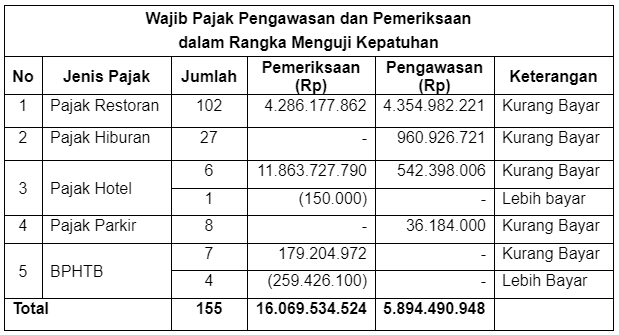 Wajib Pajak Pengawasan dan Pemeriksaan
dalam Rangka Menguji Kepatuhan
No Jenis Pajak Jumlah Pemeriksaan (Rp) Pengawasan (Rp) Keterangan
1 Pajak Restoran 102 4.286.177.862 4.354.982.221 Kurang Bayar
2 Pajak Hiburan 27 - 960.926.721 Kurang Bayar
3 Pajak Hotel 6 11.863.727.790 542.398.006 Kurang Bayar
1 (150.000) - Lebih bayar
4 Pajak Parkir 8 - 36.184.000 Kurang Bayar
5 BPHTB 7 179.204.972 - Kurang Bayar
4 (259.426.100) - Lebih Bayar
Total 155 16.069.534.524 5.894.490.948